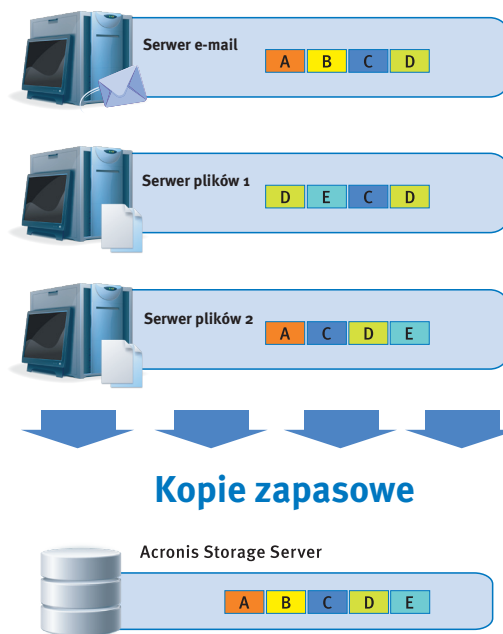 Serwer e-mail
A B C D
Serwer plików 1
D E C D
Serwer plików 2
A C D E
Kopie zapasowe
Acronis Storage Server
A B C D E